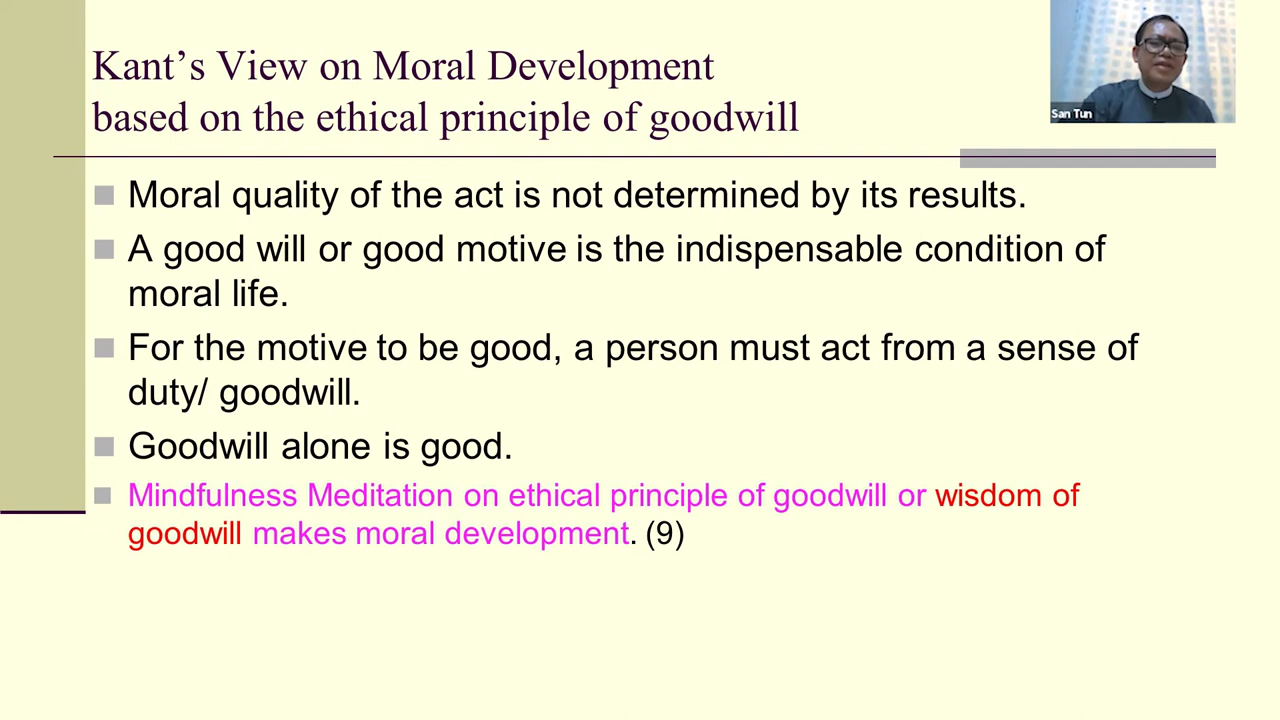 Kant’s View on Moral Development
based on the ethical principle of goodwill
San Tun
Moral quality of the act is not determined by its results.
A good will or good motive is the indispensable condition of
moral life.
For the motive to be good, a person must act from a sense of
duty/ goodwill.
Goodwill alone is good.
Mindfulness Meditation on ethical principle of goodwill or wisdom of
goodwill makes moral development. (9)